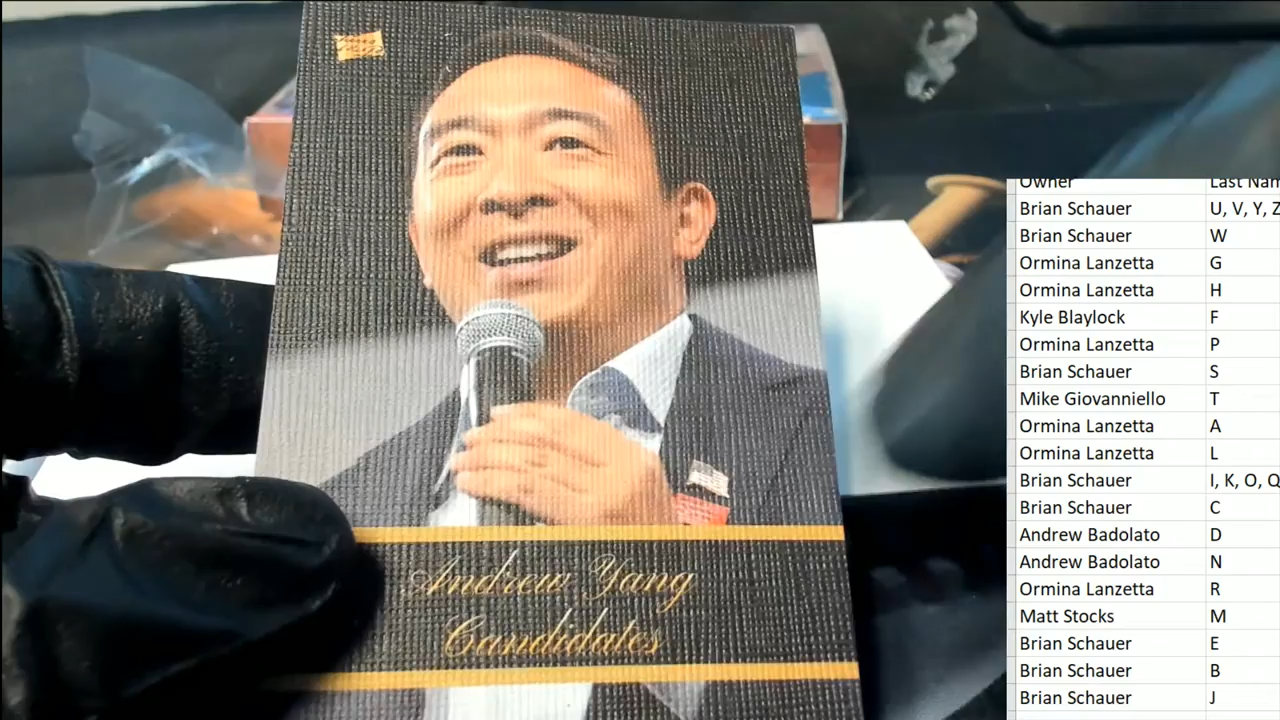 Andrew Yang
Candidates
Owner Last Nam
Brian Schauer U, V, Y, Z
Brian Schauer W
Ormina Lanzetta G
Ormina Lanzetta H
Kyle Blaylock F
Ormina Lanzetta P
Brian Schauer S
Mike Giovanniello T
Ormina Lanzetta A
Ormina Lanzetta L
Brian Schauer I, K, O, Q
Brian Schauer C
Andrew Badolato D
Andrew Badolato N
Ormina Lanzetta R
Matt Stocks M
Brian Schauer E
Brian Schauer B
Brian Schauer J